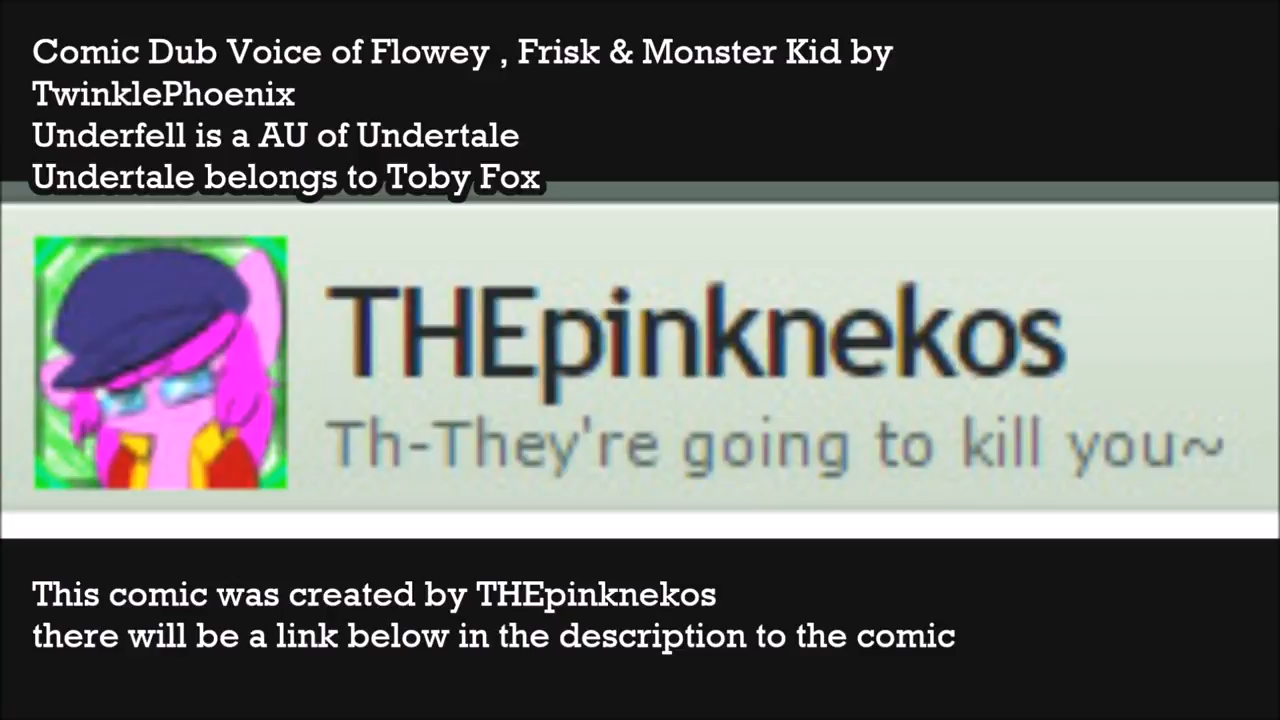 Comic Dub Voice of Flowey , Frisk & Monster Kid by
TwinklePhoenix
Underfell is a AU of Undertale
Undertale belongs to Toby Fox
THEpinknekos
Th-They're going to kill you~
This comic was created by THEpinknekos
there will be a link below in the description to the comic